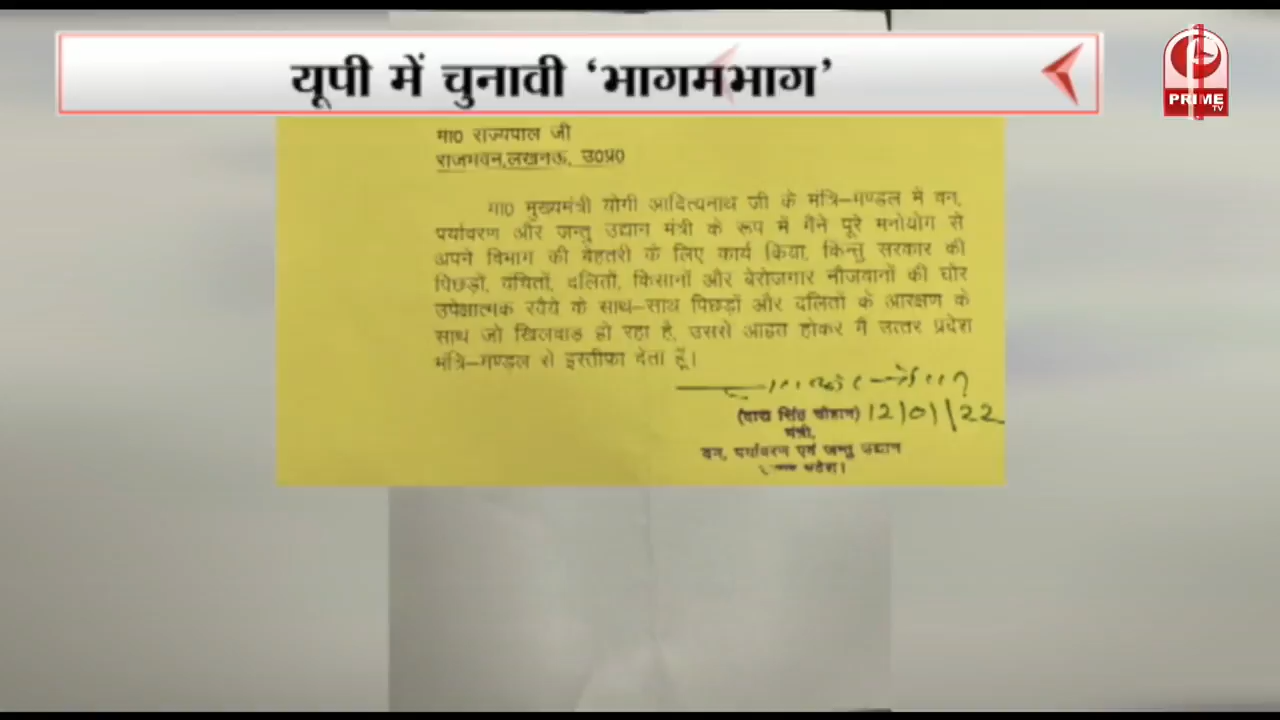 यूपी में चुनावी ‘भागमभाग’
PRIME
TV
मा0 राज्यपाल जी
राजभवन,लखनऊ, उ0प्र0
मा0 मुख्यमंत्री योगी आदित्यनाथ जी के मंत्रि-मण्डल में वन,
पर्यावरण और जन्तु उद्यान मंत्री के रूप में मैंने पूरे मनोयोग से
अपने विभाग की बेहतरी के लिए कार्य किया, किन्तु सरकार की
पिछड़ों, वंचितों, दलितों, किसानों और बेरोजगार नौजवानों की घोर
उपेक्षात्मक रवैये के साथ-साथ पिछड़ों और दलितों के आरक्षण के
साथ जो खिलवाड़ हो रहा है, उससे आहत होकर मैं उत्तर प्रदेश
मंत्रि-मण्डल से इस्तीफा देता हूँ।
(दारा सिंह चौहान) 12/01/22
मंत्री,
वन, पर्यावरण एवं जन्तु उद्यान
प्रदेश।